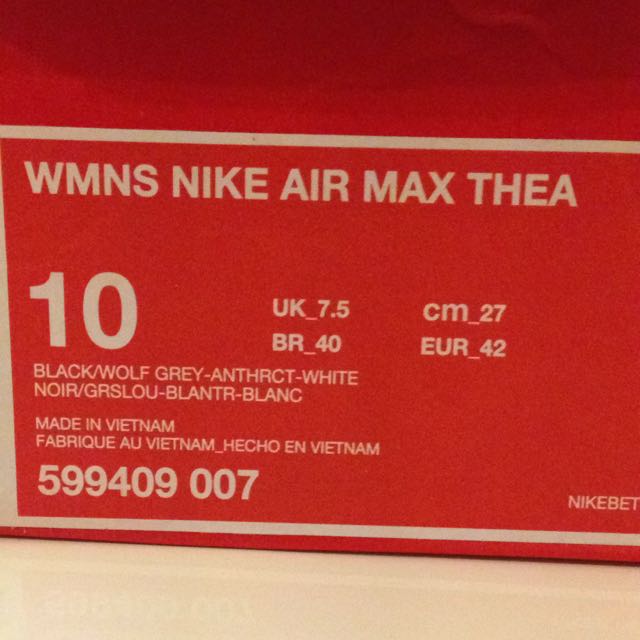 WMNS NIKE AIR MAX THEA
10
UK_7.5 cm_27
BR_40 EUR_42
BLACK/WOLF GREY-ANTHRCT-WHITE
NOIR/GRSLOU-BLANTR-BLANC
MADE IN VIETNAM
FABRIQUE AU VIETNAM_HECHO EN VIETNAM
599409 007
NIKEBET